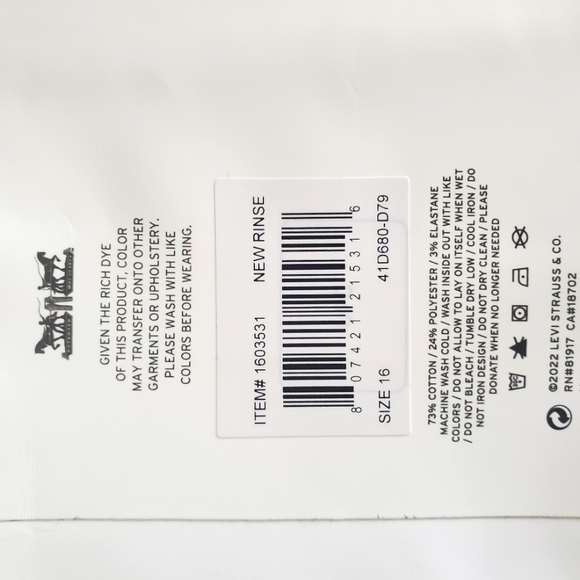 GIVEN THE RICH DYE
OF THIS PRODUCT, COLOR
MAY TRANSFER ONTO OTHER
GARMENTS OR UPHOLSTERY.
PLEASE WASH WITH LIKE
COLORS BEFORE WEARING.
ITEM# 1603531 NEW RINSE
8 07421 21531 6
SIZE 16 41D680-D79
73% COTTON / 24% POLYESTER / 3% ELASTANE
MACHINE WASH COLD / WASH INSIDE OUT WITH LIKE
COLORS / DO NOT ALLOW TO LAY ON ITSELF WHEN WET
/ DO NOT BLEACH / TUMBLE DRY LOW / COOL IRON / DO
NOT IRON DESIGN / DO NOT DRY CLEAN / PLEASE
DONATE WHEN NO LONGER NEEDED
©2022 LEVI STRAUSS & CO.
RN#81917 CA#18702